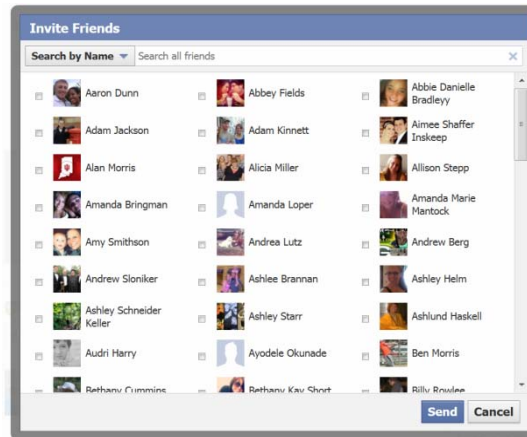 Invite Friends
Search by Name Search all friends
Aaron Dunn Abbey Fields Abbie Danielle
Bradleyy
Adam Jackson Adam Kinnett Aimee Shaffer
Inskeep
Alan Morris Alicia Miller Allison Stepp
Amanda Bringman Amanda Loper Amanda Marie
Mantock
Amy Smithson Andrea Lutz Andrew Berg
Andrew Sloniker Ashlee Brannan Ashley Helm
Ashley Schneider
Keller Ashley Starr Ashlund Haskell
Audri Harry Ayodele Okunade Ben Morris
Bethany Cummins Bethany Kay Short Billy Rowlee
Send Cancel